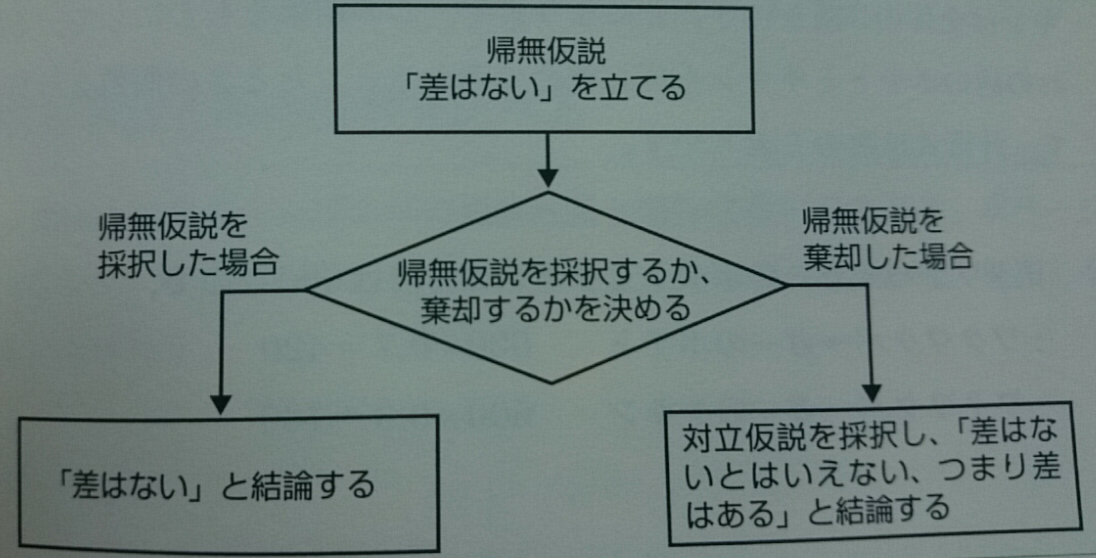 帰無仮説
「差はない」を立てる
帰無仮説を
採択した場合
帰無仮説を
棄却した場合
帰無仮説を採択するか、
棄却するかを決める
「差はない」と結論する
対立仮説を採択し、「差はな
いとはいえない、つまり差
はある」と結論する